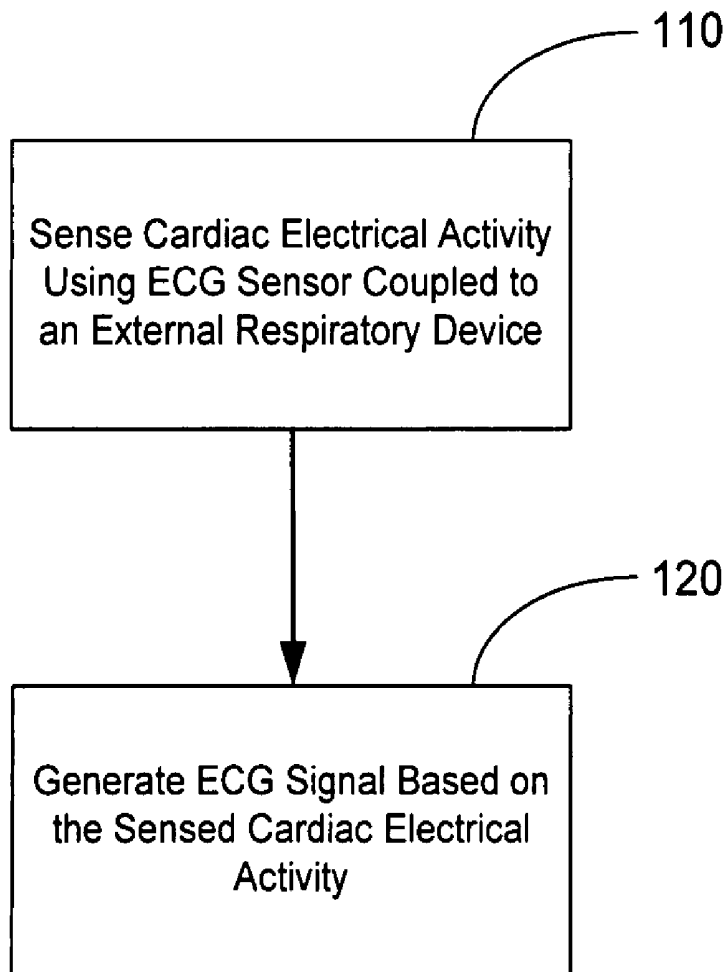 110
Sense Cardiac Electrical Activity
Using ECG Sensor Coupled to
an External Respiratory Device
120
Generate ECG Signal Based on
the Sensed Cardiac Electrical
Activity